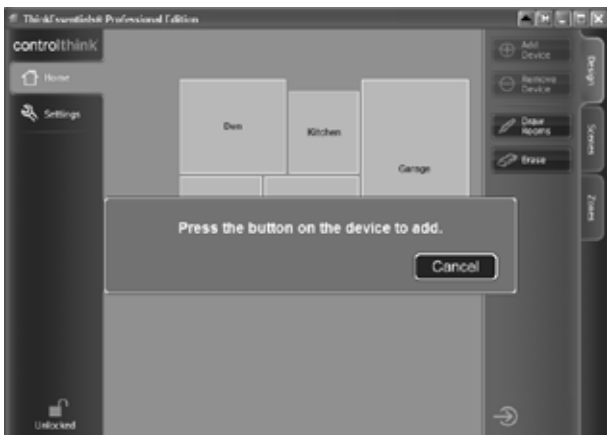 ThinkEssentials® Professional Edition
controlthink
Home
Settings
Den
Kitchen
Garage
Press the button on the device to add.
Cancel
Add
Device
Remove
Device
Draw
Rooms
Erase
Design
Scenes
Zones
Unlocked